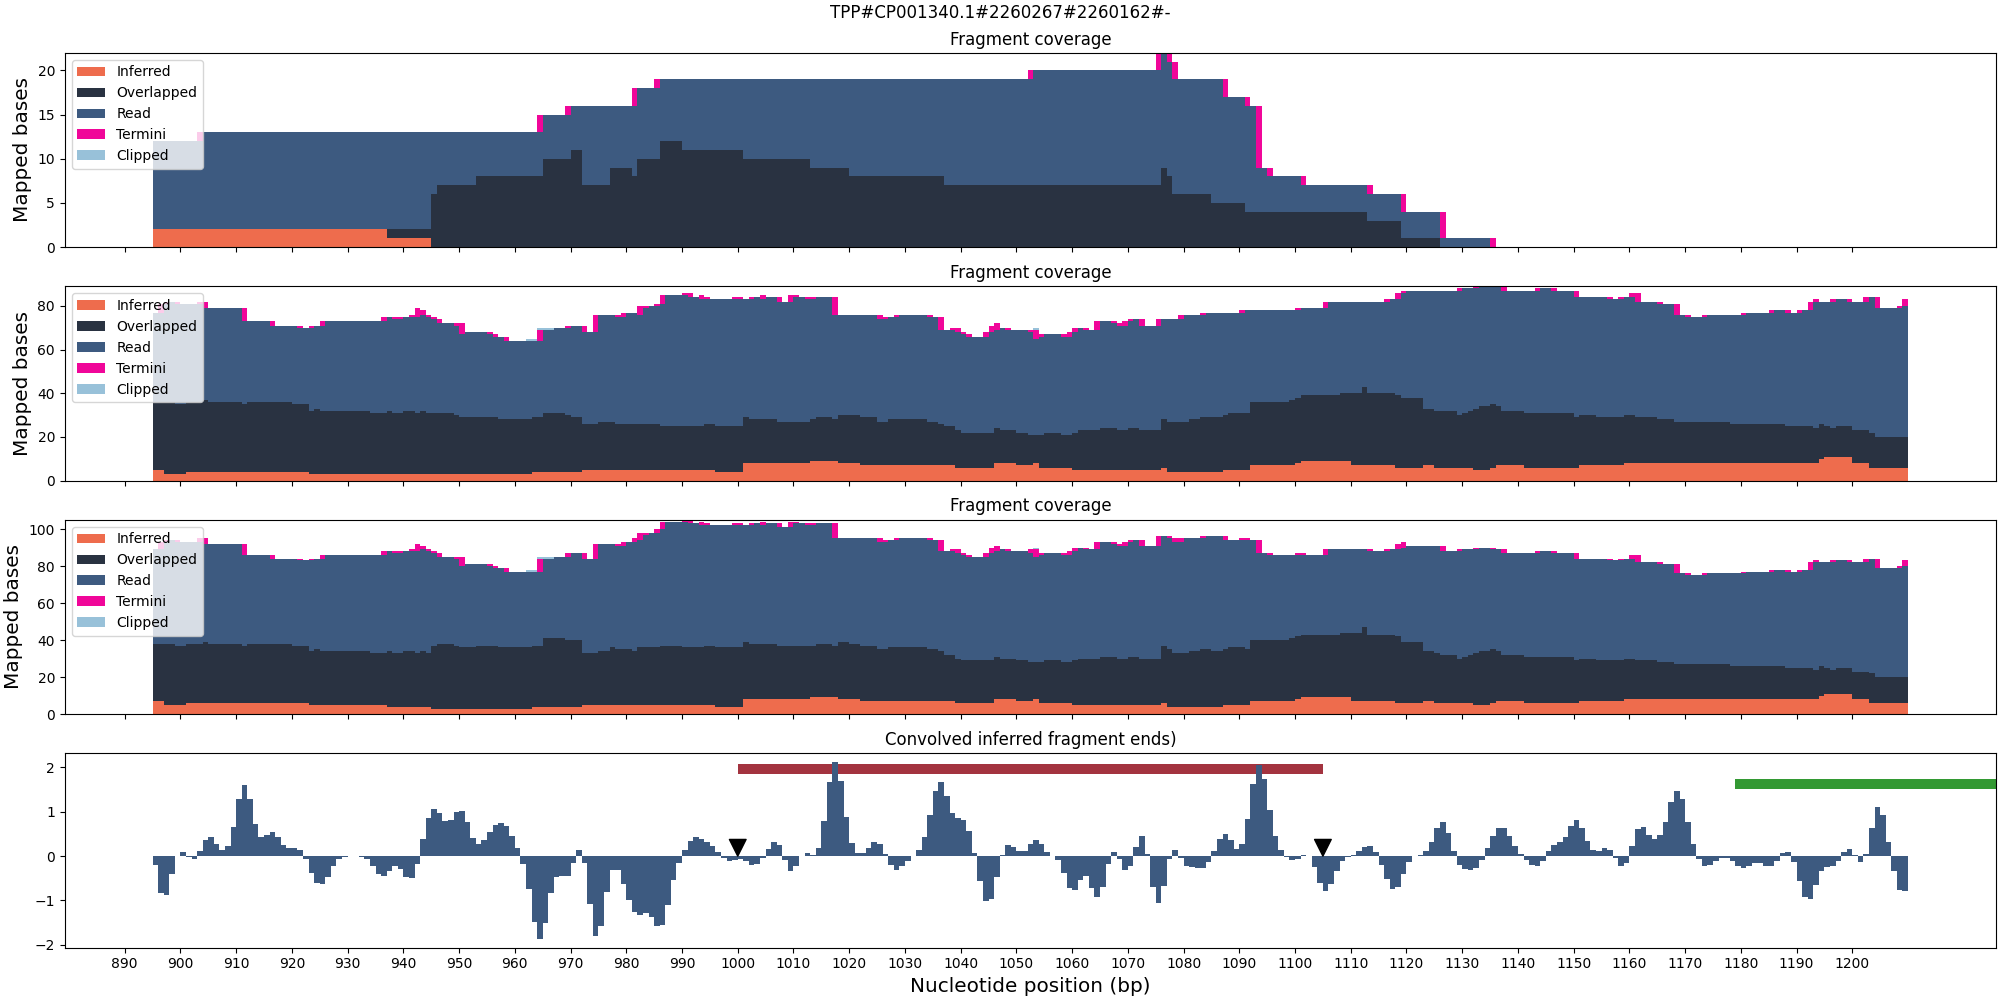 TPP#CP001340.1#2260267#2260162#-
Fragment coverage
Mapped bases
20
15
10
5
0
Inferred
Overlapped
Read
Termini
Clipped
Fragment coverage
Mapped bases
80
60
40
20
0
Inferred
Overlapped
Read
Termini
Clipped
Fragment coverage
Mapped bases
100
80
60
40
20
0
Inferred
Overlapped
Read
Termini
Clipped
Convolved inferred fragment ends)
2
1
0
−1
−2
890 900 910 920 930 940 950 960 970 980 990 1000 1010 1020 1030 1040 1050 1060 1070 1080 1090 1100 1110 1120 1130 1140 1150 1160 1170 1180 1190 1200
Nucleotide position (bp)